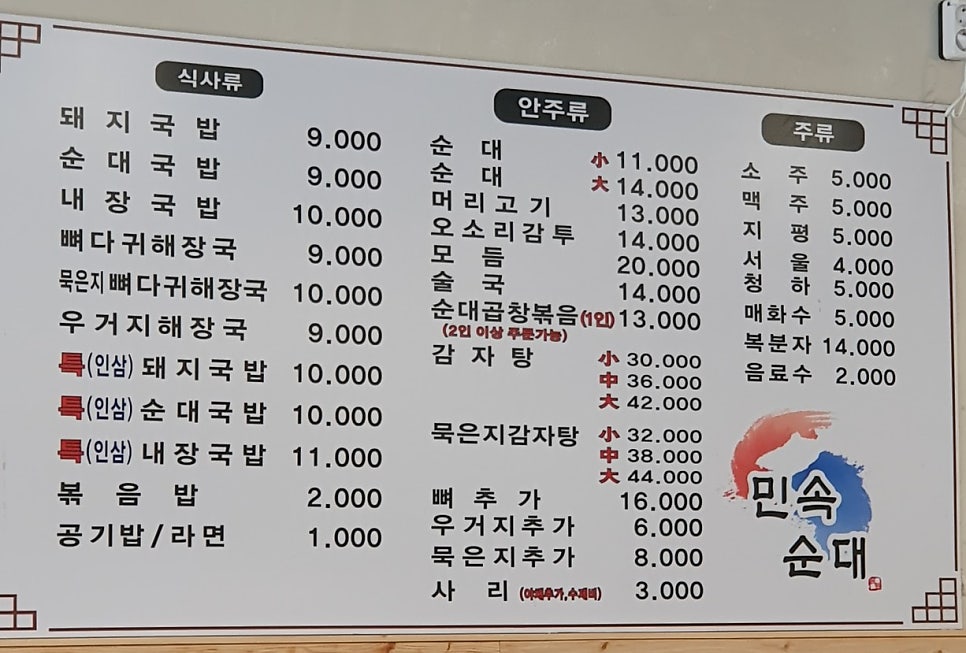 식사류
돼지국밥 9.000
순대국밥 9.000
내장국밥 10.000
뼈다귀해장국 9.000
묵은지뼈다귀해장국 10.000
우거지해장국 9.000
특(인삼) 돼지국밥 10.000
특(인삼) 순대국밥 10.000
특(인삼) 내장국밥 11.000
볶음밥 2.000
공기밥/라면 1.000
안주류
순대 小 11.000
순대 大 14.000
머리고기 13.000
오소리감투 14.000
모듬 20.000
술국 14.000
순대곱창볶음(1인) 13.000
(2인 이상 주문가능)
감자탕 小 30.000
中 36.000
大 42.000
묵은지감자탕 小 32.000
中 38.000
大 44.000
뼈추가 16.000
우거지추가 6.000
묵은지추가 8.000
사리 (야채추가,수제비) 3.000
주류
소주 5.000
맥주 5.000
지평 5.000
서울 4.000
청하 5.000
매화수 5.000
복분자 14.000
음료수 2.000
민속
순대